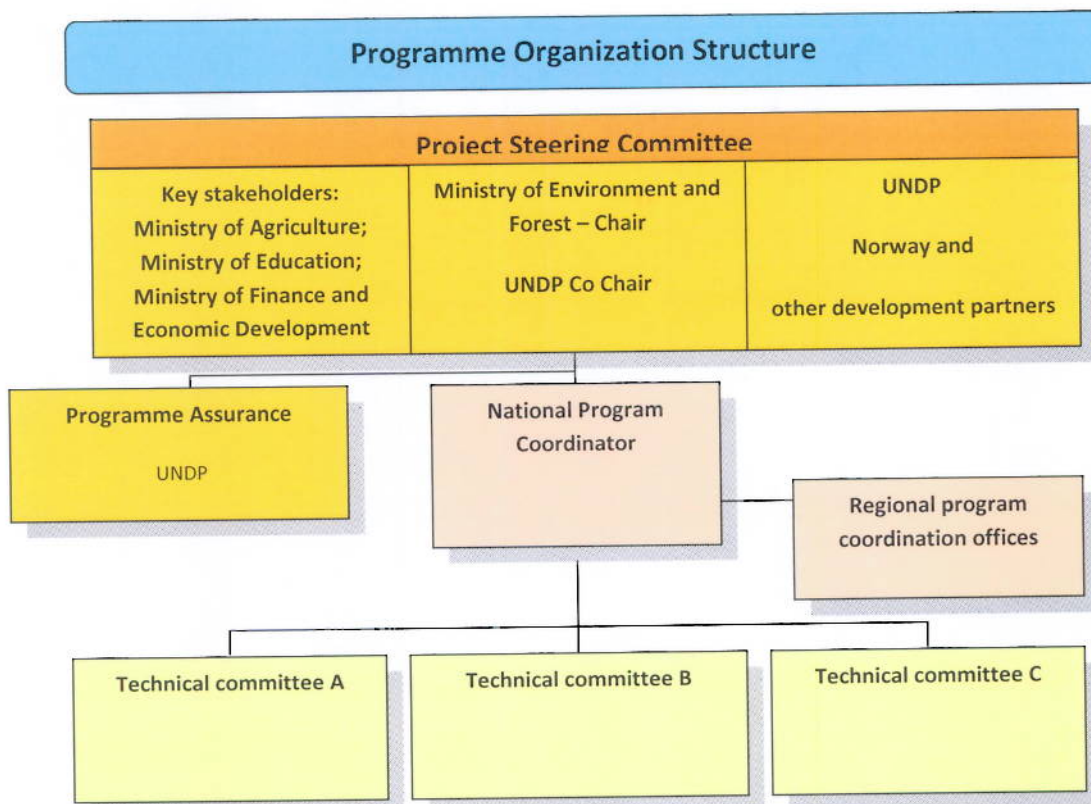 Programme Organization Structure
Project Steering Committee
Key stakeholders:
Ministry of Agriculture;
Ministry of Education;
Ministry of Finance and
Economic Development
Ministry of Environment and
Forest – Chair
UNDP Co Chair
UNDP
Norway and
other development partners
Programme Assurance
UNDP
National Program
Coordinator
Regional program
coordination offices
Technical committee A
Technical committee B
Technical committee C